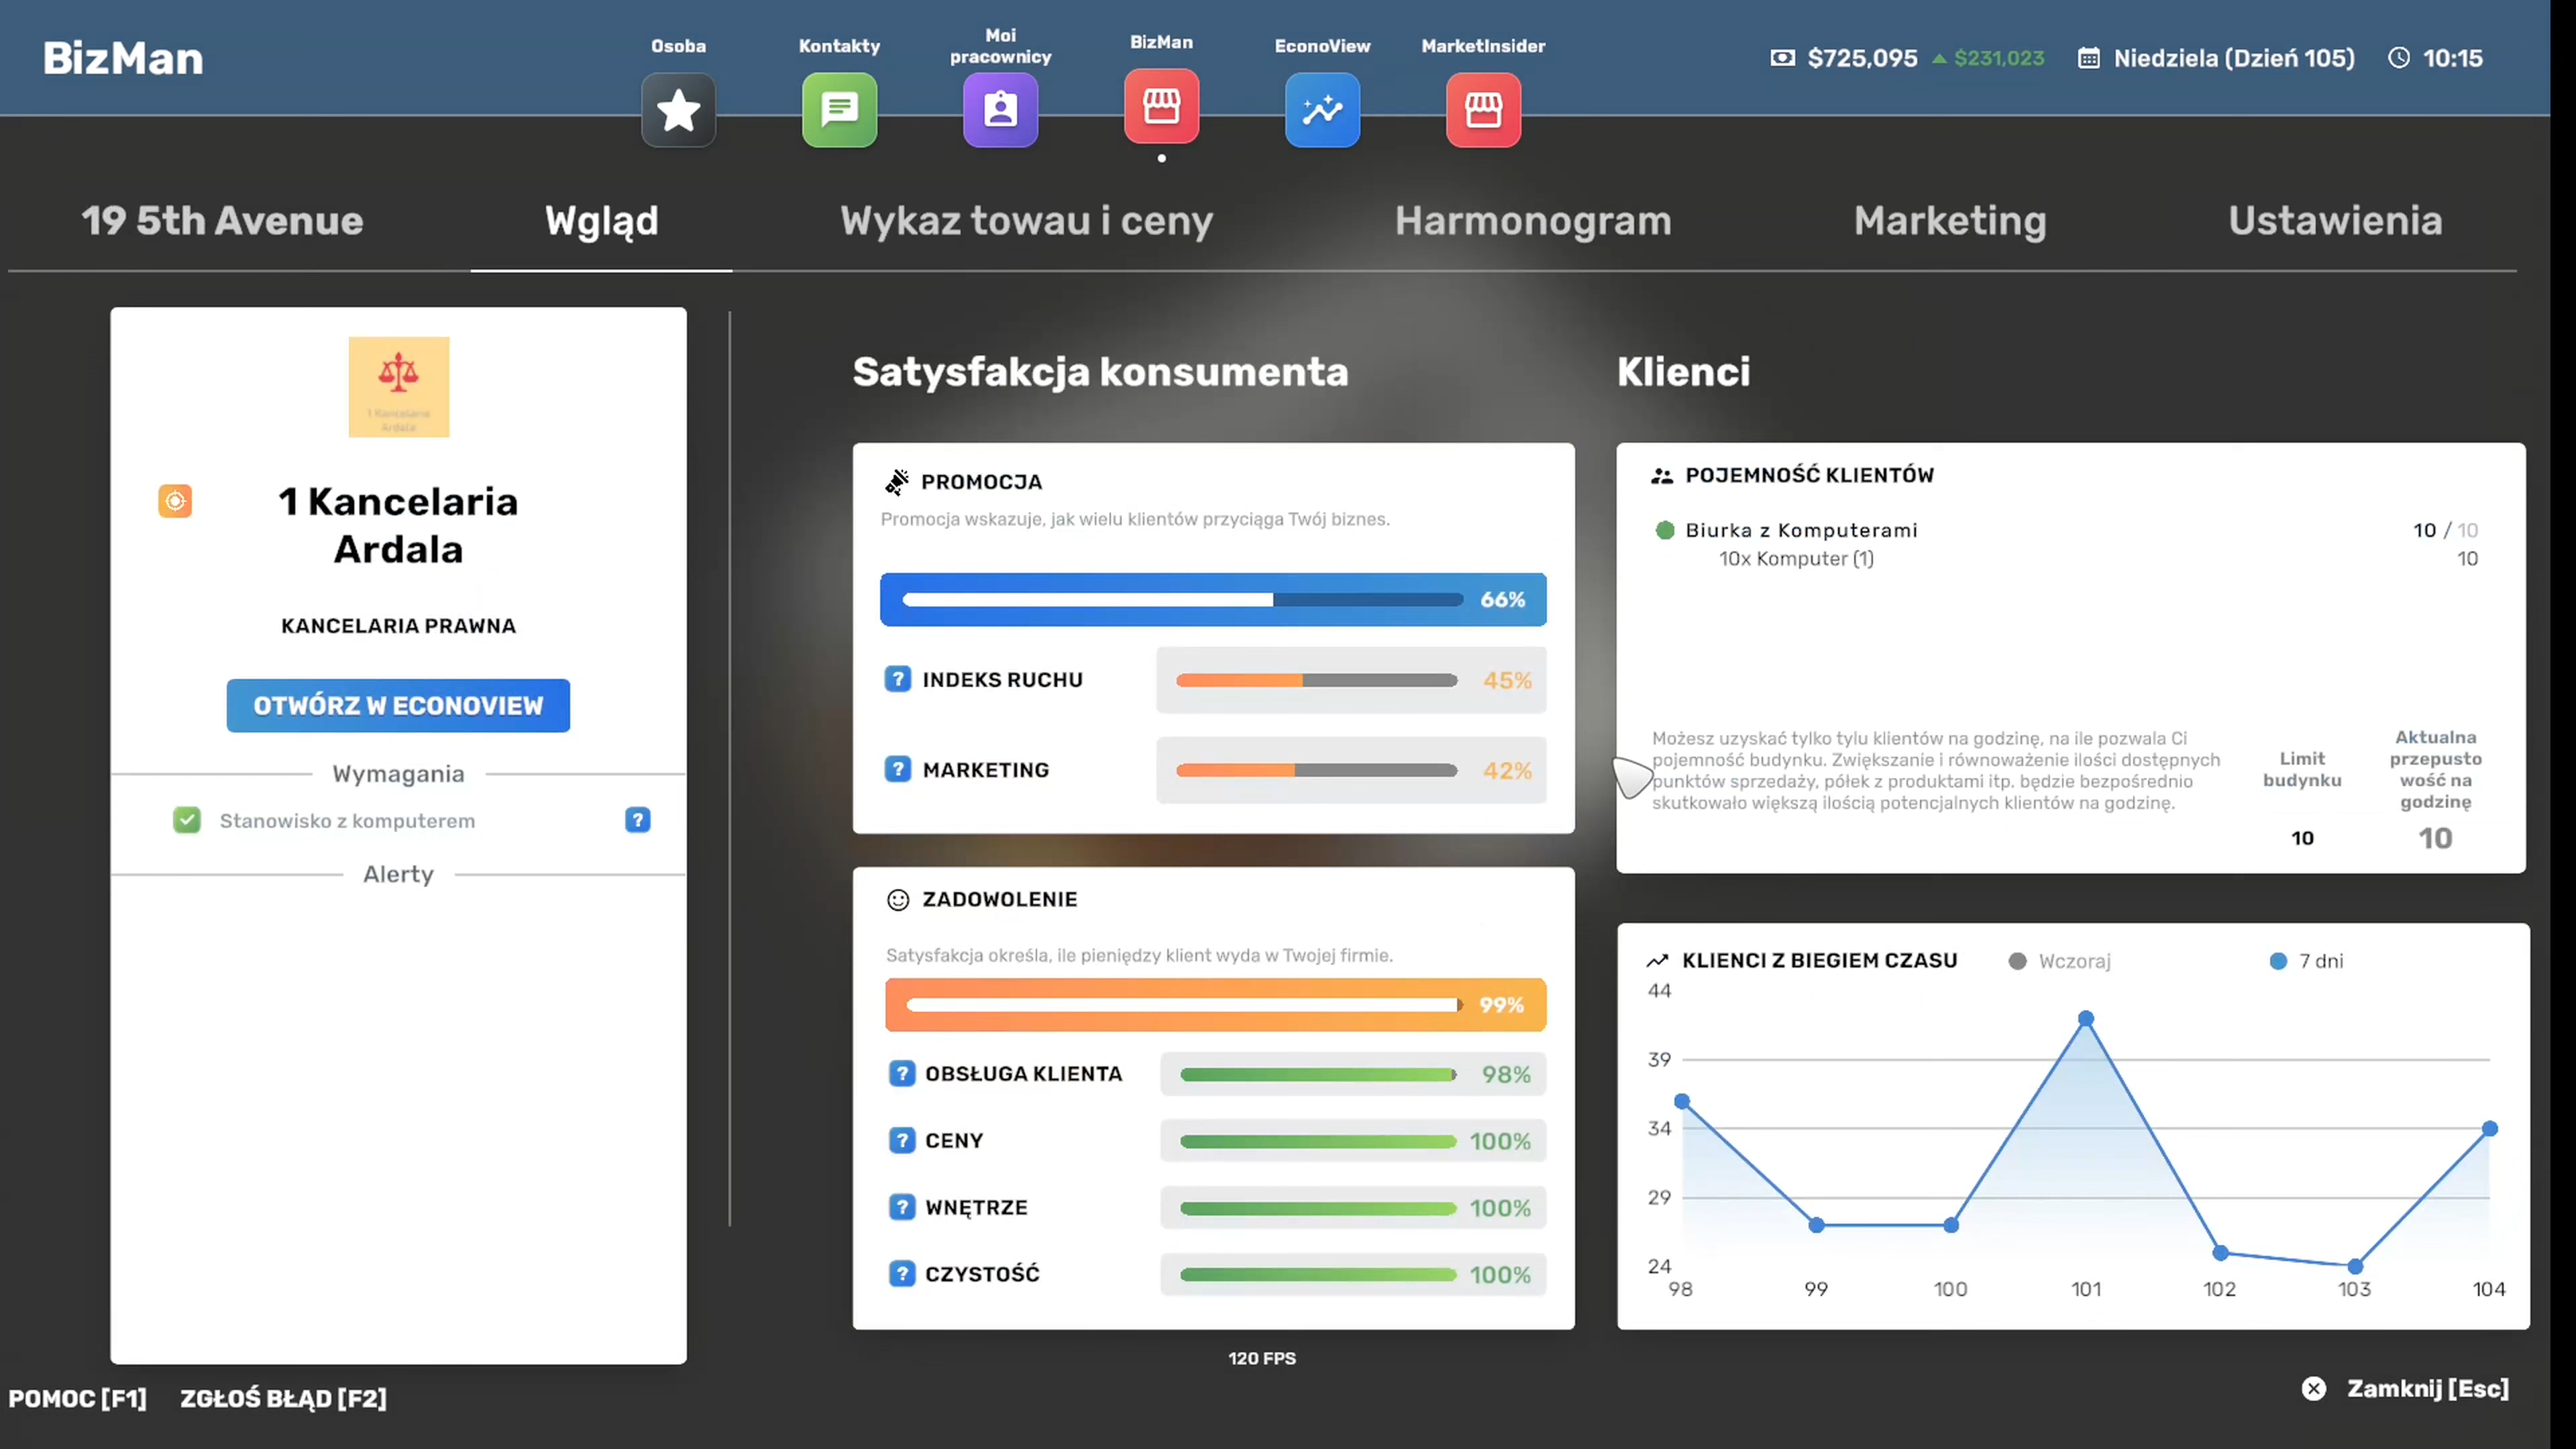 BizMan
Osoba
Kontakty
Moi
pracownicy
BizMan
EconoView
MarketInsider
$725,095
$231,023
Niedziela (Dzień 105)
10:15
19 5th Avenue
Wgląd
Wykaz towau i ceny
Harmonogram
Marketing
Ustawienia
1 Kancelaria
Ardala
1 Kancelaria
Ardala
KANCELARIA PRAWNA
OTWÓRZ W ECONOVIEW
Wymagania
Stanowisko z komputerem
?
Alerty
Satysfakcja konsumenta
PROMOCJA
Promocja wskazuje, jak wielu klientów przyciąga Twój biznes.
66%
? INDEKS RUCHU 45%
? MARKETING 42%
ZADOWOLENIE
Satysfakcja określa, ile pieniędzy klient wyda w Twojej firmie.
99%
? OBSŁUGA KLIENTA 98%
? CENY 100%
? WNĘTRZE 100%
? CZYSTOŚĆ 100%
Klienci
POJEMNOŚĆ KLIENTÓW
Biurka z Komputerami 10 / 10
10x Komputer (1) 10
Możesz uzyskać tylko tylu klientów na godzinę, na ile pozwala Ci
pojemność budynku. Zwiększanie i równoważenie ilości dostępnych
punktów sprzedaży, półek z produktami itp. będzie bezpośrednio
skutkowało większą ilością potencjalnych klientów na godzinę.
Limit
budynku
10
Aktualna
przepusto
wość na
godzinę
10
KLIENCI Z BIEGIEM CZASU
Wczoraj
7 dni
44
39
34
29
24
98 99 100 101 102 103 104
120 FPS
POMOC [F1]
ZGŁOŚ BŁĄD [F2]
Zamknij [Esc]